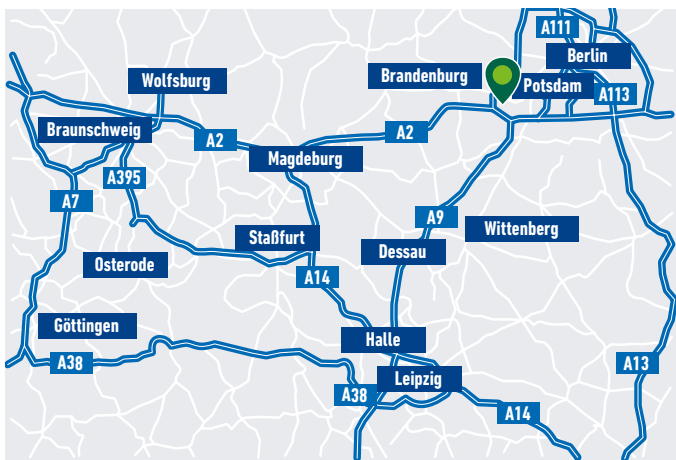 A111
Berlin
Wolfsburg
Brandenburg
Potsdam
A113
Braunschweig
A2
A2
Magdeburg
A395
A7
A9
Wittenberg
Staßfurt
Dessau
Osterode
A14
Göttingen
Halle
A38
A13
Leipzig
A38
A14